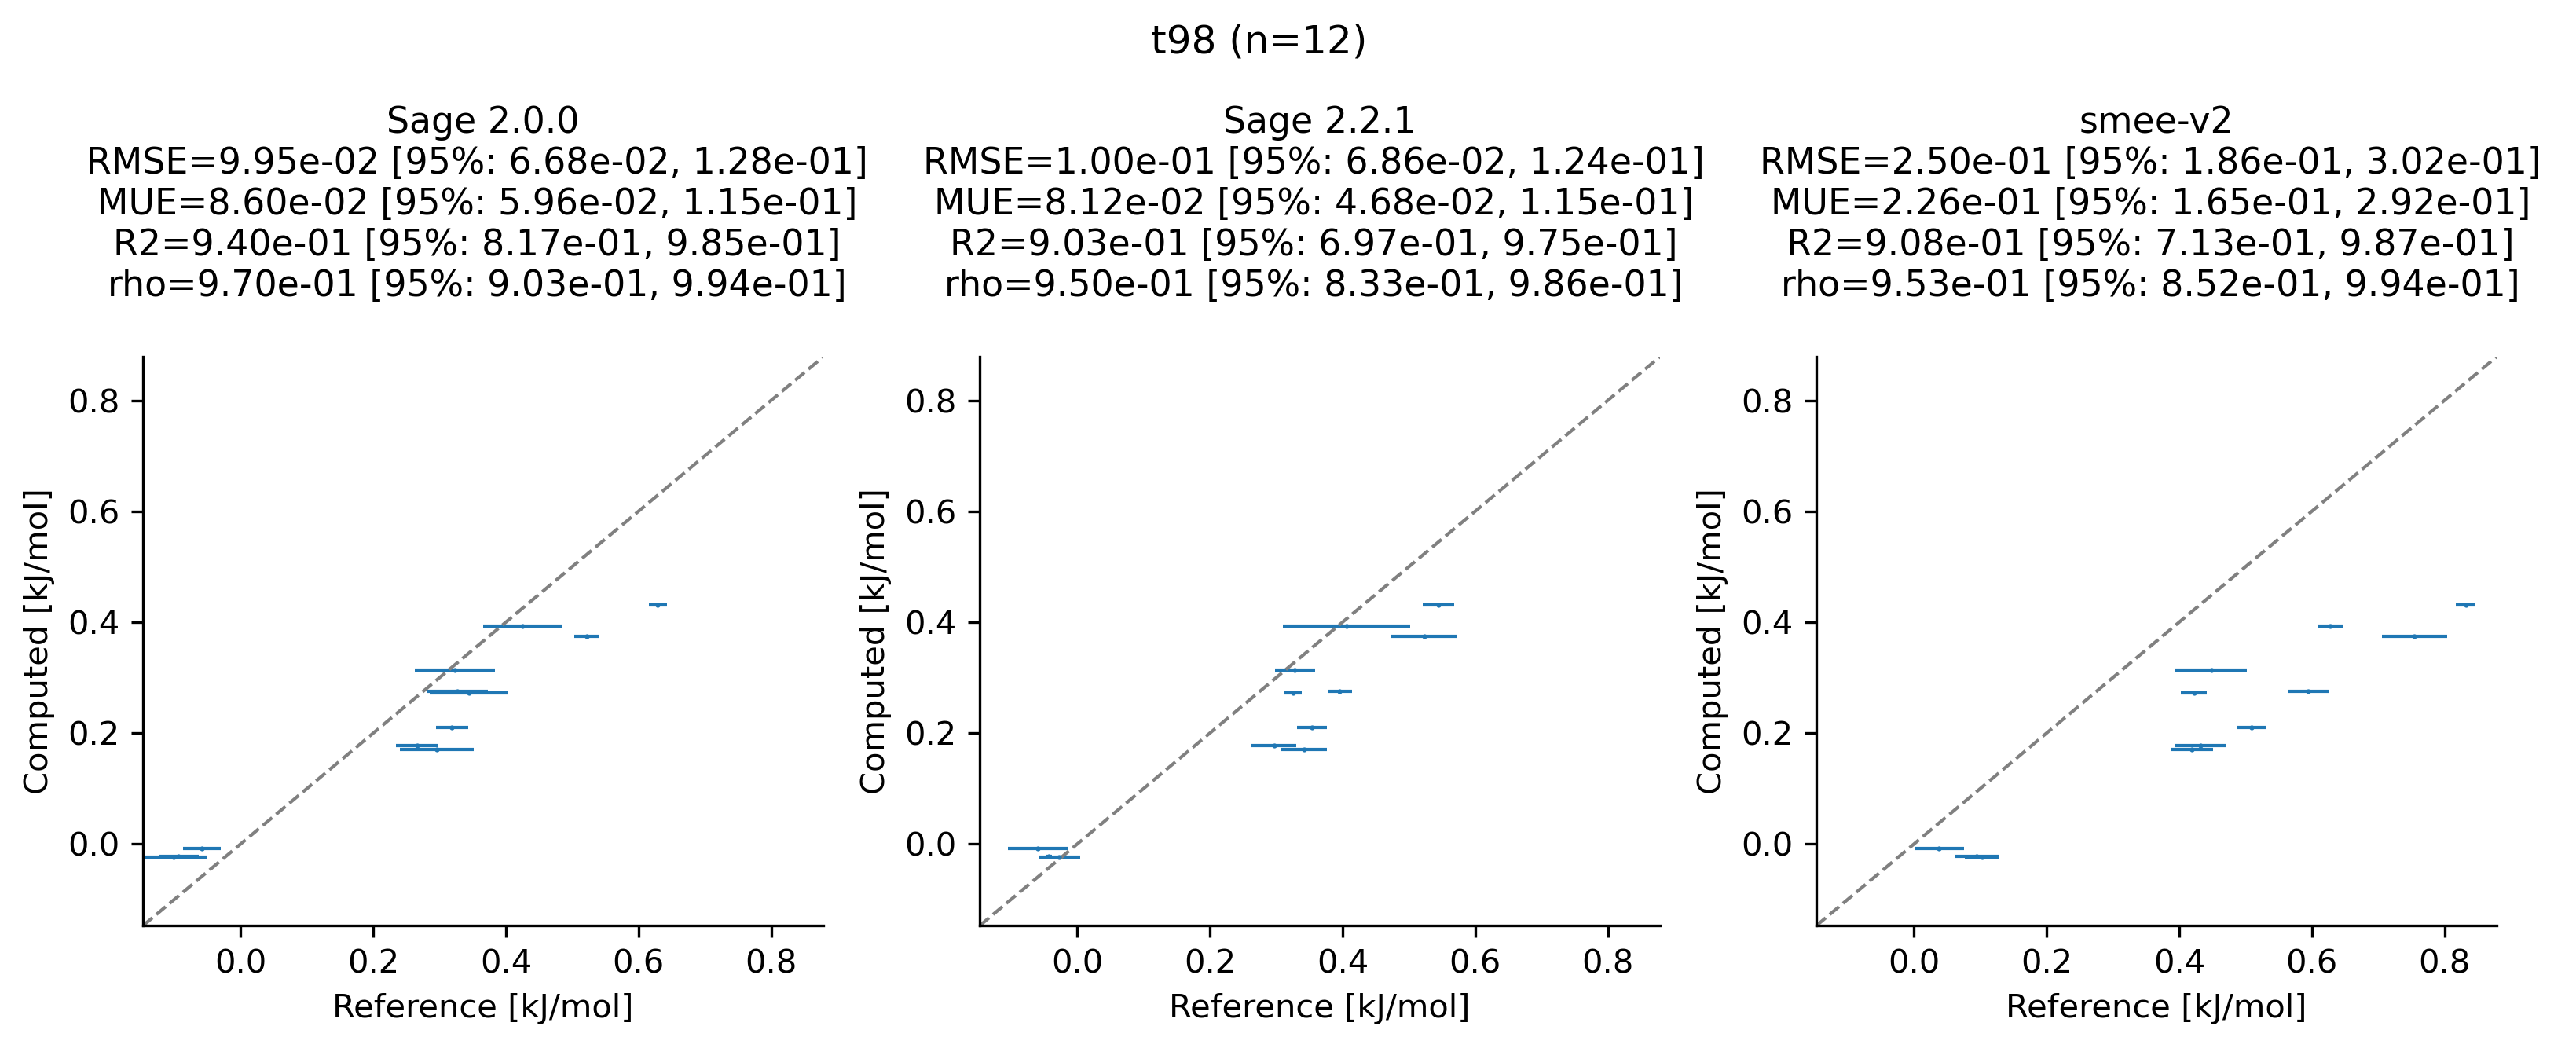 t98 (n=12)
Sage 2.0.0
RMSE=9.95e-02 [95%: 6.68e-02, 1.28e-01]
MUE=8.60e-02 [95%: 5.96e-02, 1.15e-01]
R2=9.40e-01 [95%: 8.17e-01, 9.85e-01]
rho=9.70e-01 [95%: 9.03e-01, 9.94e-01]
0.8
0.6
0.4
0.2
0.0
Computed [kJ/mol]
0.0 0.2 0.4 0.6 0.8
Reference [kJ/mol]
Sage 2.2.1
RMSE=1.00e-01 [95%: 6.86e-02, 1.24e-01]
MUE=8.12e-02 [95%: 4.68e-02, 1.15e-01]
R2=9.03e-01 [95%: 6.97e-01, 9.75e-01]
rho=9.50e-01 [95%: 8.33e-01, 9.86e-01]
0.8
0.6
0.4
0.2
0.0
Computed [kJ/mol]
0.0 0.2 0.4 0.6 0.8
Reference [kJ/mol]
smee-v2
RMSE=2.50e-01 [95%: 1.86e-01, 3.02e-01]
MUE=2.26e-01 [95%: 1.65e-01, 2.92e-01]
R2=9.08e-01 [95%: 7.13e-01, 9.87e-01]
rho=9.53e-01 [95%: 8.52e-01, 9.94e-01]
0.8
0.6
0.4
0.2
0.0
Computed [kJ/mol]
0.0 0.2 0.4 0.6 0.8
Reference [kJ/mol]